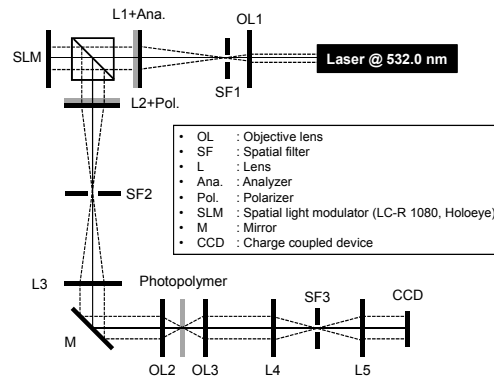 L1+Ana.
OL1
SLM
Laser @ 532.0 nm
SF1
L2+Pol.
• OL : Objective lens
• SF : Spatial filter
• L : Lens
• Ana. : Analyzer
• Pol. : Polarizer
• SLM : Spatial light modulator (LC-R 1080, Holoeye)
• M : Mirror
• CCD : Charge coupled device
SF2
L3
Photopolymer
SF3
CCD
M
OL2
OL3
L4
L5